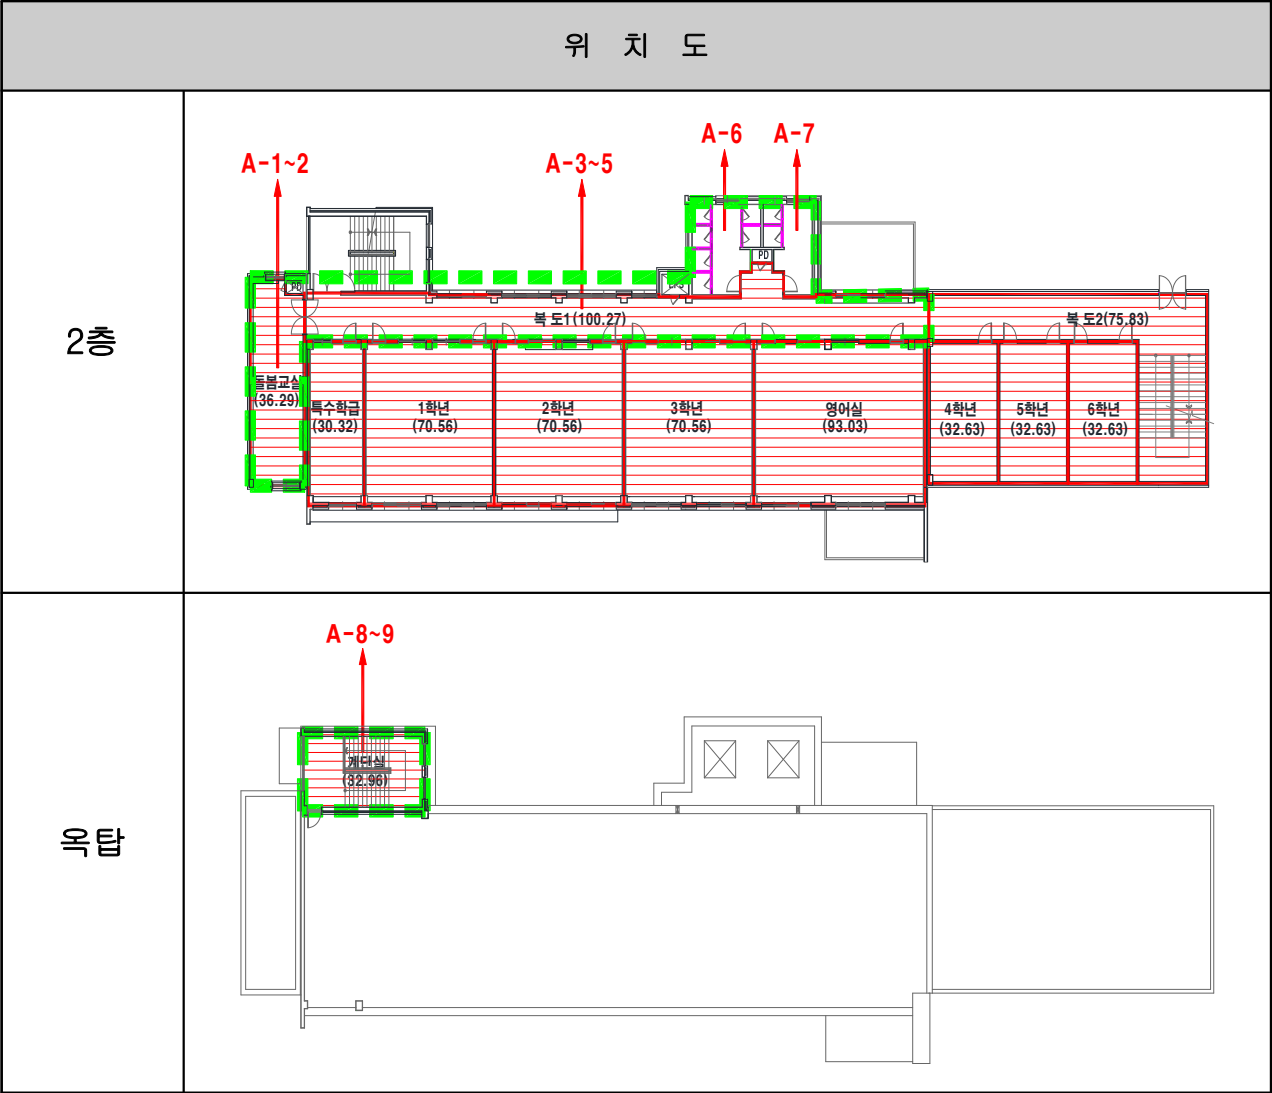 위 치 도
2층
A-1~2
A-3~5
A-6
A-7
PD
PD
복 도1(100.27)
복 도2(75.83)
돌봄교실
(36.29)
특수학급
(30.32)
1학년
(70.56)
2학년
(70.56)
3학년
(70.56)
영어실
(93.03)
4학년
(32.63)
5학년
(32.63)
6학년
(32.63)
옥탑
A-8~9
계단실
(32.96)